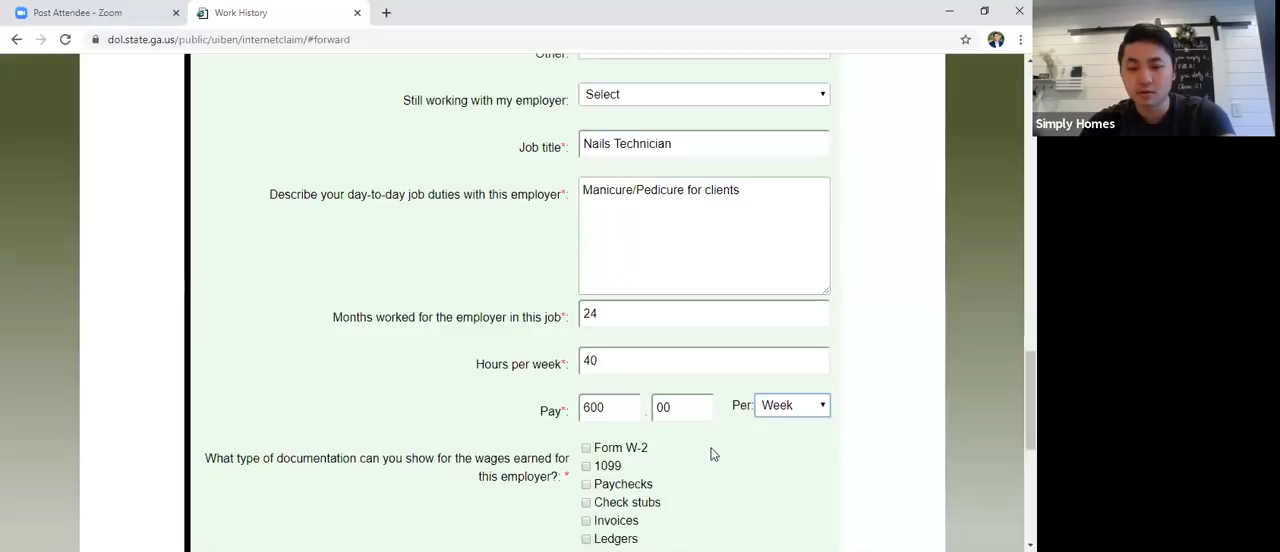 Post Attendee - Zoom
Work History
dol.state.ga.us/public/uiben/internetclaim/#forward
Simply Homes
Other:
Still working with my employer: Select
Job title*: Nails Technician
Describe your day-to-day job duties with this employer*: Manicure/Pedicure for clients
Months worked for the employer in this job*: 24
Hours per week*: 40
Pay*: 600 . 00 Per: Week
What type of documentation can you show for the wages earned for
this employer?: *
Form W-2
1099
Paychecks
Check stubs
Invoices
Ledgers